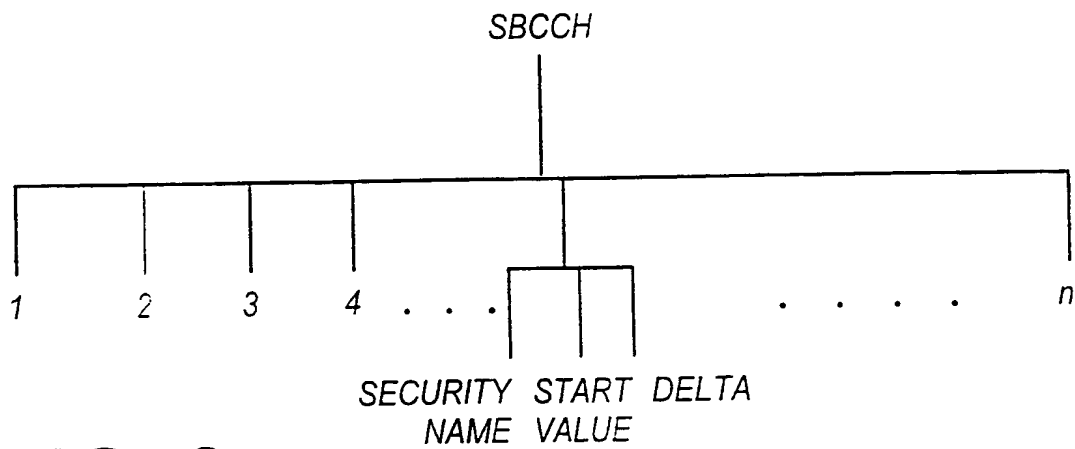 SBCCH
1 2 3 4 . . . . . . . n
SECURITY START DELTA
NAME VALUE